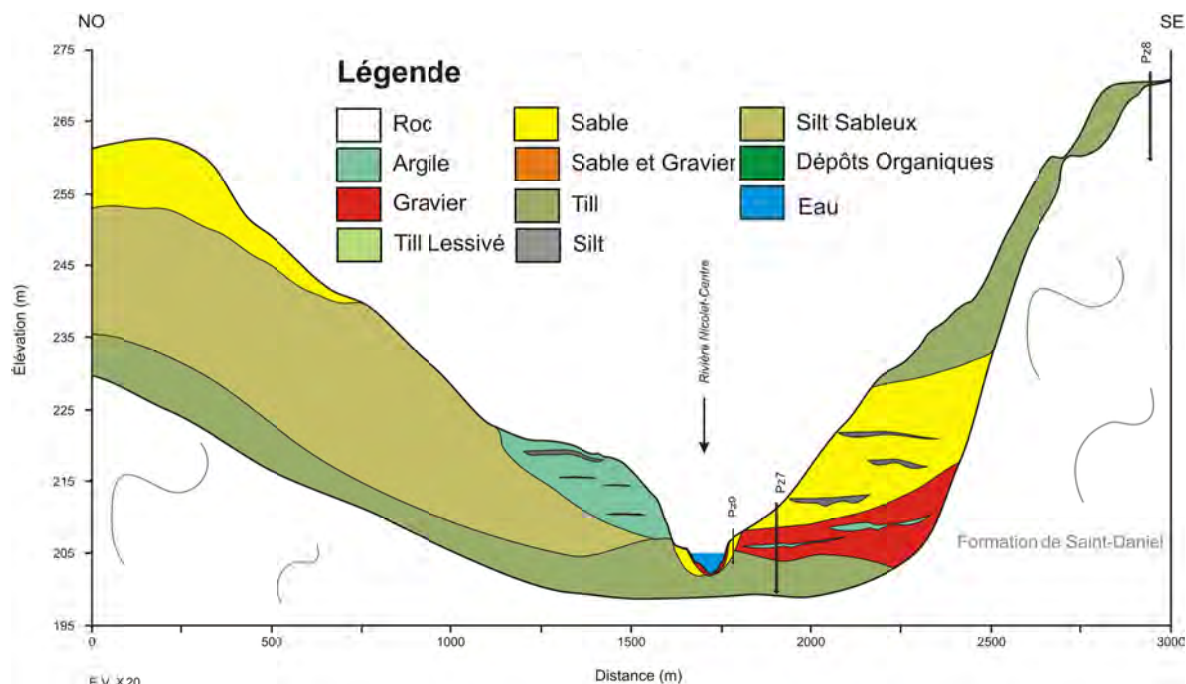 NO
SE
Légende
Roc
Argile
Gravier
Till Lessivé
Sable
Sable et Gravier
Till
Silt
Silt Sableux
Dépôts Organiques
Eau
Élévation (m)
275
265
255
245
235
225
215
205
195
Rivière Nicolet-Centre
Pz9
Pz7
Pz8
Formation de Saint-Daniel
0
500
1000
1500
2000
2500
3000
Distance (m)
E.V. X20